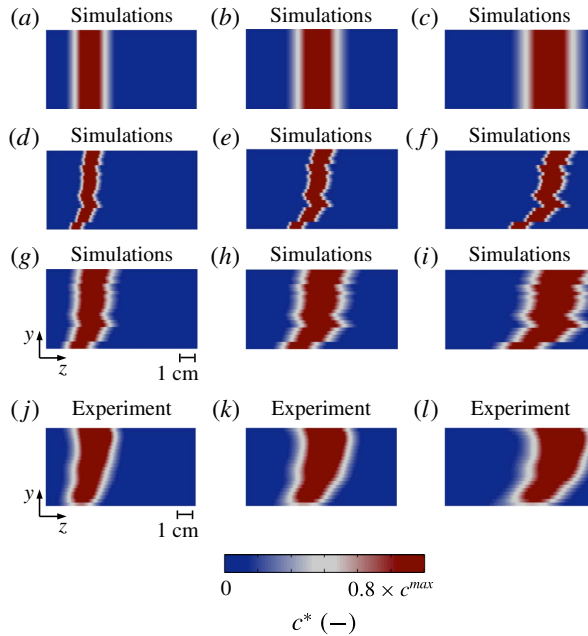 (a) Simulations (b) Simulations (c) Simulations
(d) Simulations (e) Simulations (f) Simulations
(g) Simulations (h) Simulations (i) Simulations
y
z
1 cm
(j) Experiment (k) Experiment (l) Experiment
y
z
1 cm
0 0.8 × c^max
c* (—)